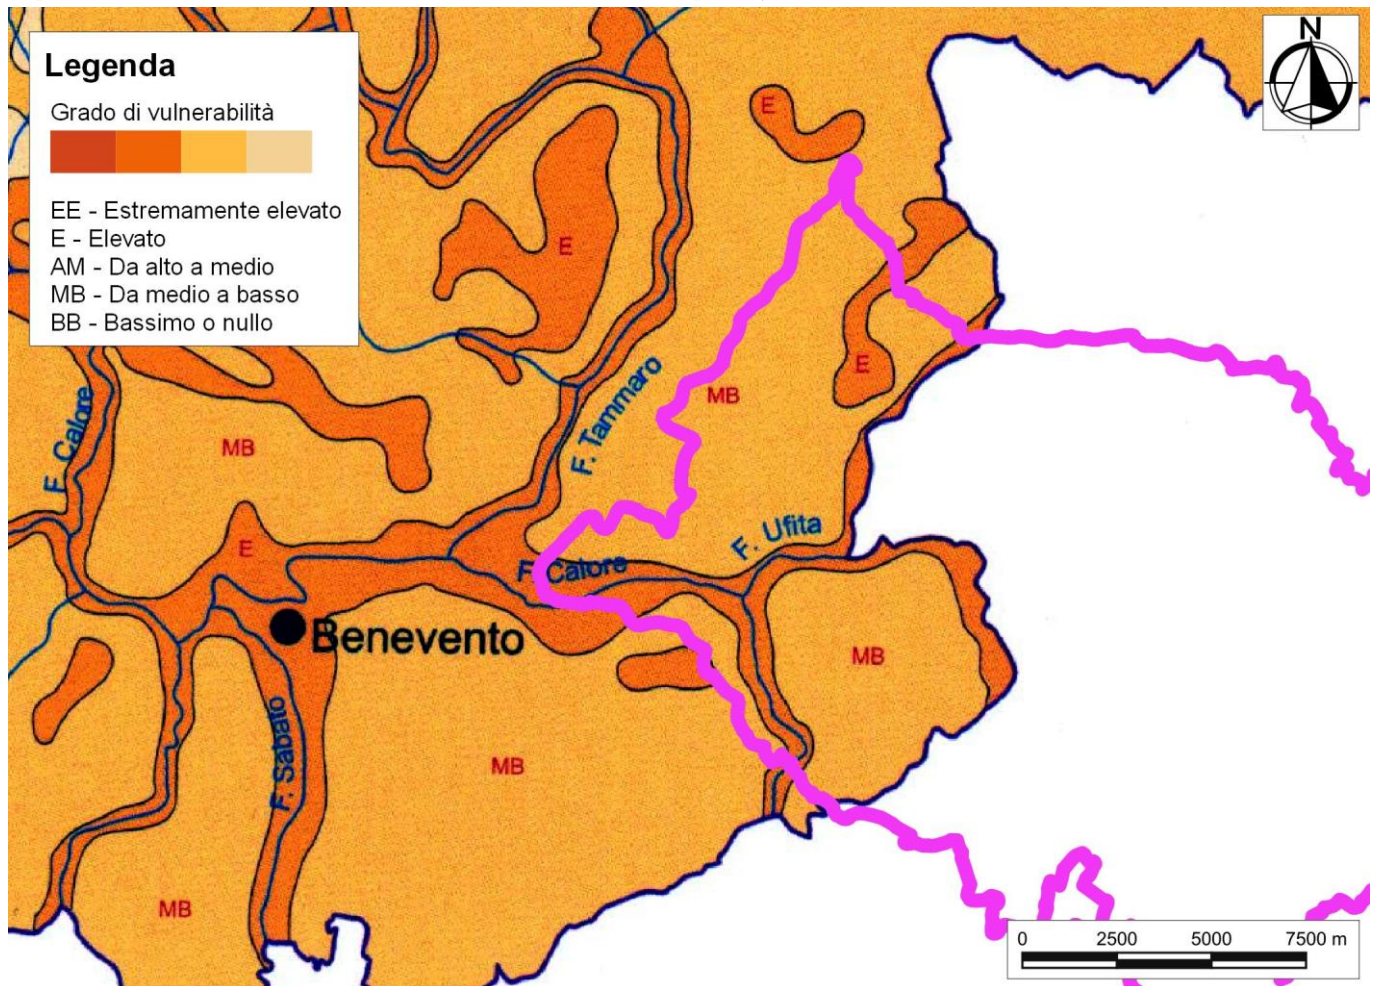 Legenda
Grado di vulnerabilità
EE - Estremamente elevato
E - Elevato
AM - Da alto a medio
MB - Da medio a basso
BB - Bassimo o nullo
N
E
E
E
MB
F. Tammaro
F. Calore
MB
F. Ufita
E
F. Calore
Benevento
MB
F. Sabato
MB
MB
0 2500 5000 7500 m